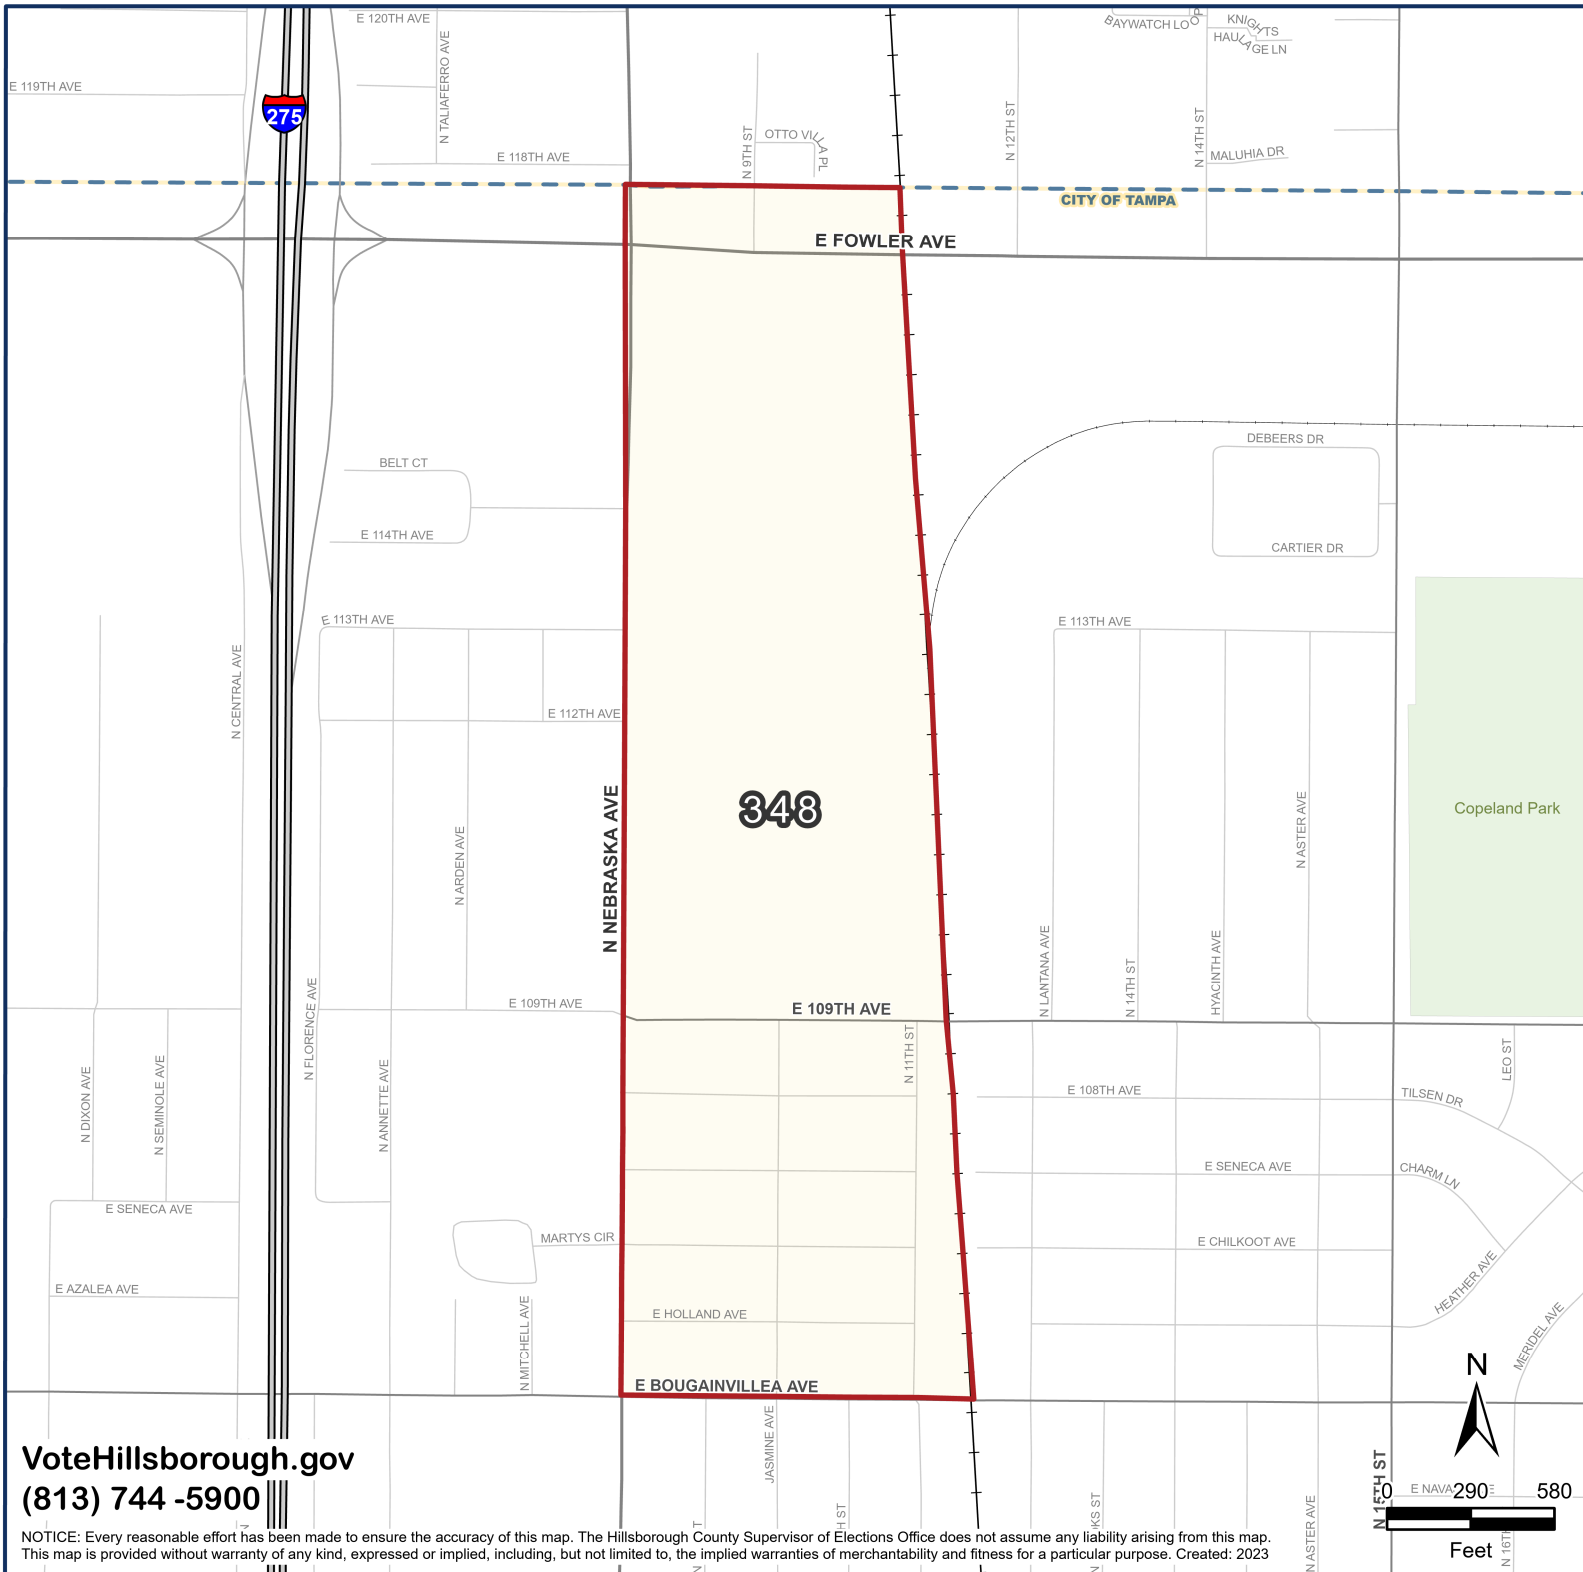 E 120TH AVE
BAYWATCH LOOP
KNIGHTS
HAULAGE LN
E 119TH AVE
N TALIAFERRO AVE
275
N 12TH ST
N 14TH ST
N 9TH ST
OTTO VILLA PL
E 118TH AVE
MALUHIA DR
CITY OF TAMPA
E FOWLER AVE
DEBEERS DR
BELT CT
E 114TH AVE
CARTIER DR
E 113TH AVE
E 113TH AVE
N CENTRAL AVE
E 112TH AVE
348
Copeland Park
N NEBRASKA AVE
N ARDEN AVE
N ASTER AVE
N LANTANA AVE
N 14TH ST
HYACINTH AVE
E 109TH AVE
E 109TH AVE
N FLORENCE AVE
N 11TH ST
LEO ST
N DIXON AVE
N SEMINOLE AVE
N ANNETTE AVE
E 108TH AVE
TILSEN DR
E SENECA AVE
CHARM LN
E SENECA AVE
MARTYS CIR
E CHILKOOT AVE
E AZALEA AVE
HEATHER AVE
E HOLLAND AVE
N MITCHELL AVE
MERIDEL AVE
E BOUGAINVILLEA AVE
N
JASMINE AVE
VoteHillsborough.gov
(813) 744 -5900
N 15TH ST
0 290 580
E NAVA
Feet
H ST
KS ST
N ASTER AVE
N 16TH
NOTICE: Every reasonable effort has been made to ensure the accuracy of this map. The Hillsborough County Supervisor of Elections Office does not assume any liability arising from this map.
This map is provided without warranty of any kind, expressed or implied, including, but not limited to, the implied warranties of merchantability and fitness for a particular purpose. Created: 2023